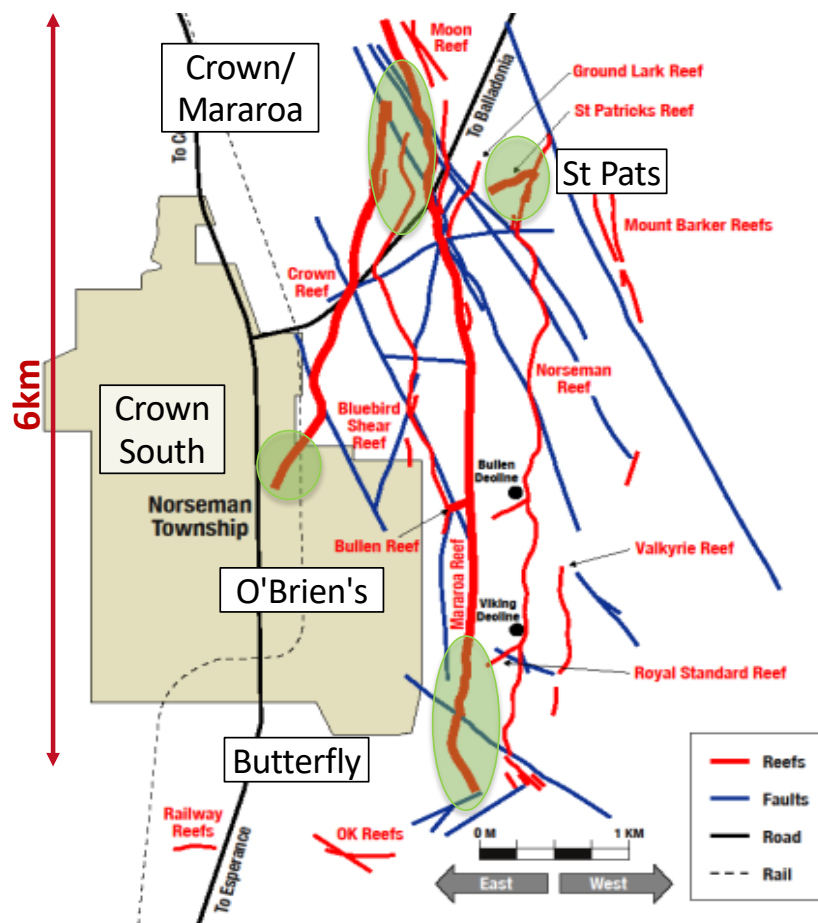 Crown/
Mararoa
Moon
Reef
To Balladonia
Ground Lark Reef
St Patricks Reef
To C
St Pats
Mount Barker Reefs
Crown
Reef
6km
Crown
South
Bluebird
Shear
Reef
Norseman
Reef
Bullen
Deoline
Norseman
Township
Bullen Reef
Mararoa Reef
Valkyrie Reef
O'Brien's
Viking
Deoline
Royal Standard Reef
Butterfly
Railway
Reefs
To Esperance
OK Reefs
0 M
1 KM
East
West
Reefs
Faults
Road
Rail